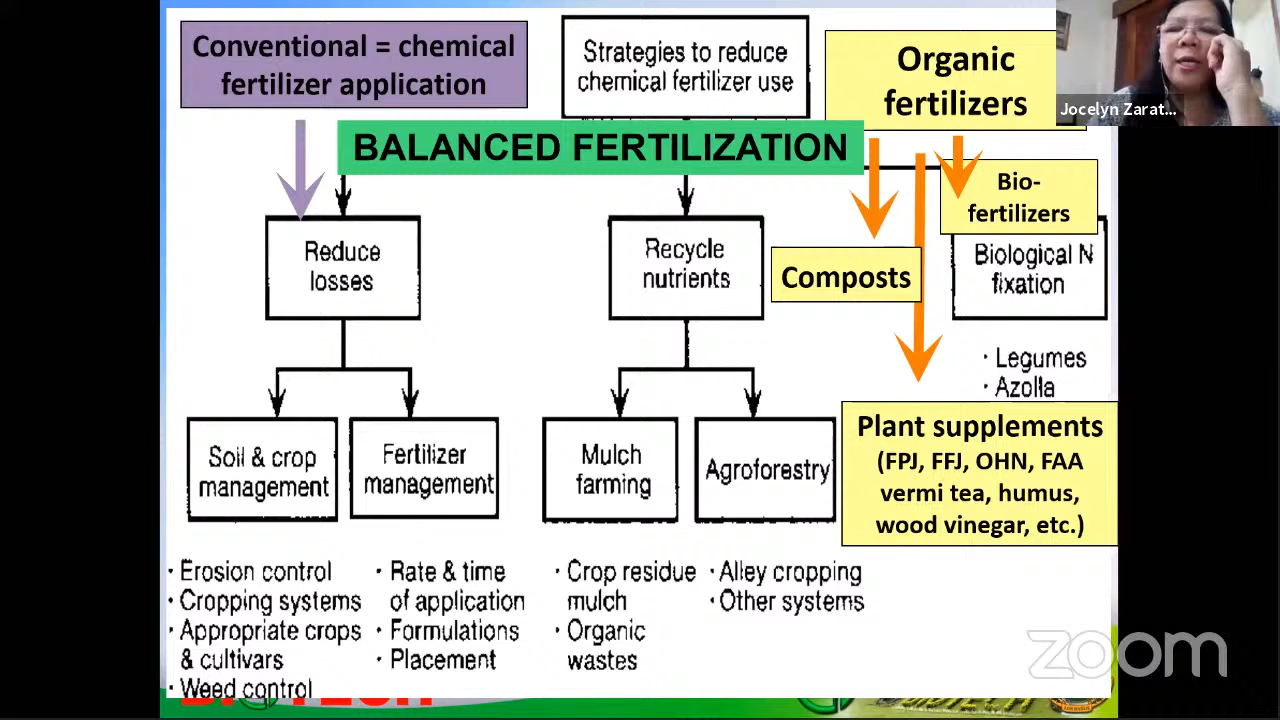 Conventional = chemical
fertilizer application
Strategies to reduce
chemical fertilizer use
Organic
fertilizers
Jocelyn Zarat...
BALANCED FERTILIZATION
Bio-
fertilizers
Reduce
losses
Recycle
nutrients
Composts
Biological N
fixation
· Legumes
· Azolla
Soil & crop
management
Fertilizer
management
Mulch
farming
Agroforestry
Plant supplements
(FPJ, FFJ, OHN, FAA
vermi tea, humus,
wood vinegar, etc.)
· Erosion control
· Cropping systems
· Appropriate crops
& cultivars
· Weed control
· Rate & time
of application
· Formulations
· Placement
· Crop residue
mulch
· Organic
wastes
· Alley cropping
· Other systems
zoom